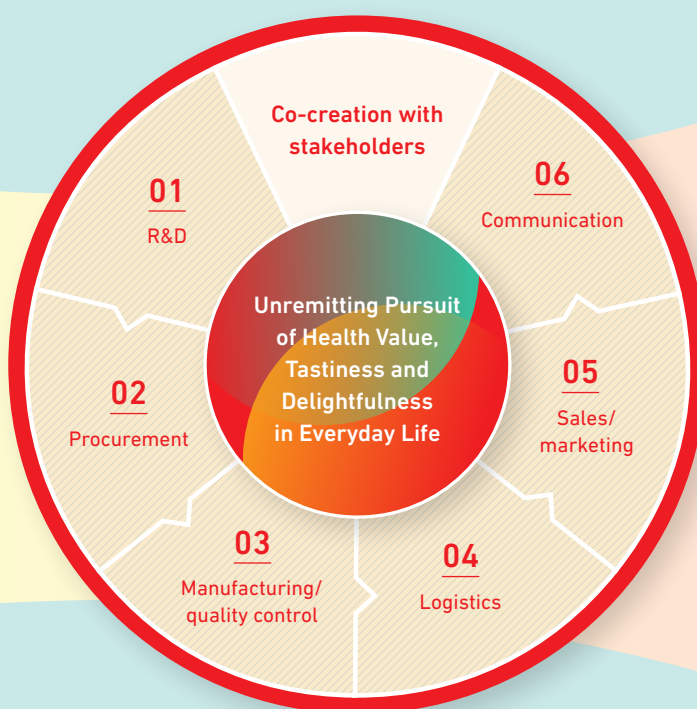 Co-creation with
stakeholders
01
R&D
02
Procurement
03
Manufacturing/
quality control
04
Logistics
05
Sales/
marketing
06
Communication
Unremitting Pursuit
of Health Value,
Tastiness and
Delightfulness
in Everyday Life